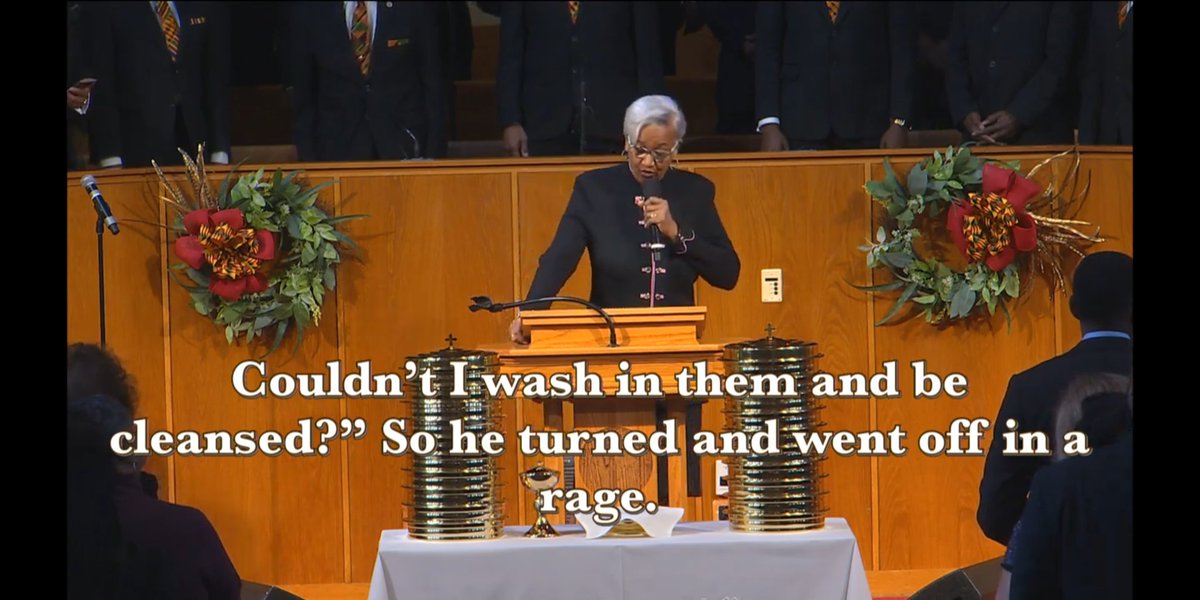 Couldn’t I wash in them and be
cleansed?” So he turned and went off in a
rage.